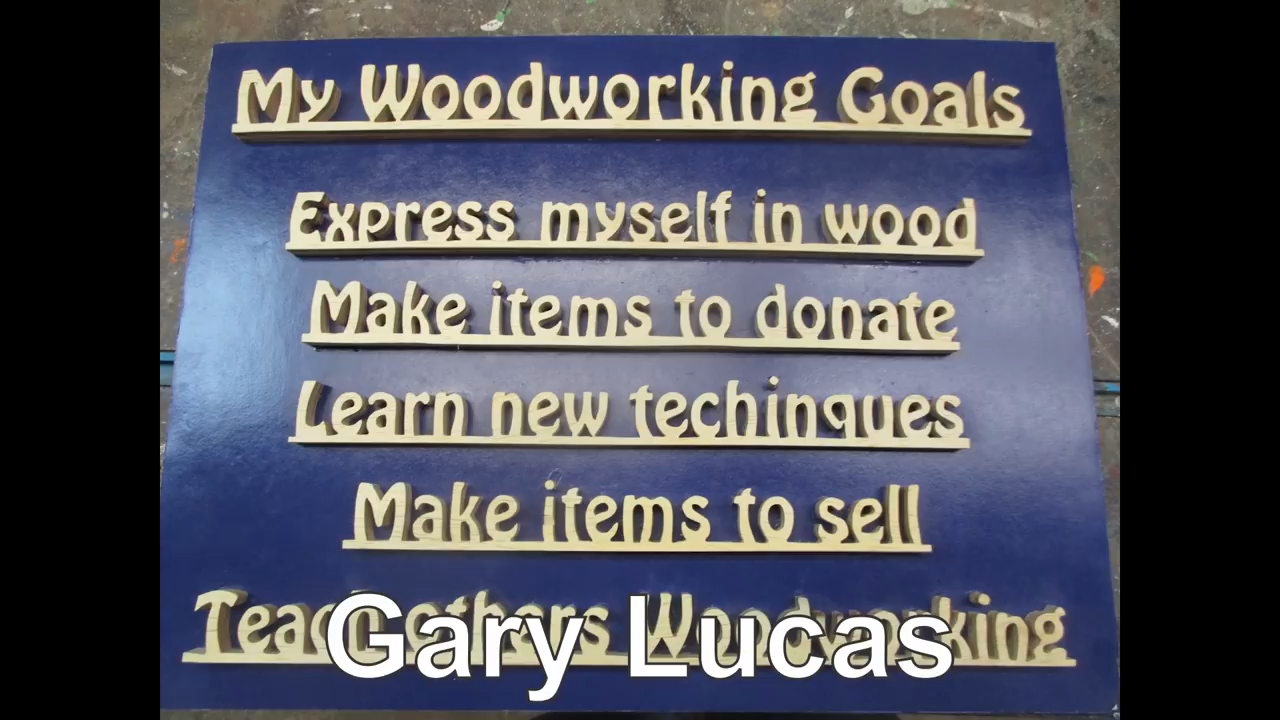 My Woodworking Goals
Express myself in wood
Make items to donate
Learn new techinques
Make items to sell
Teach others Woodworking
Gary Lucas